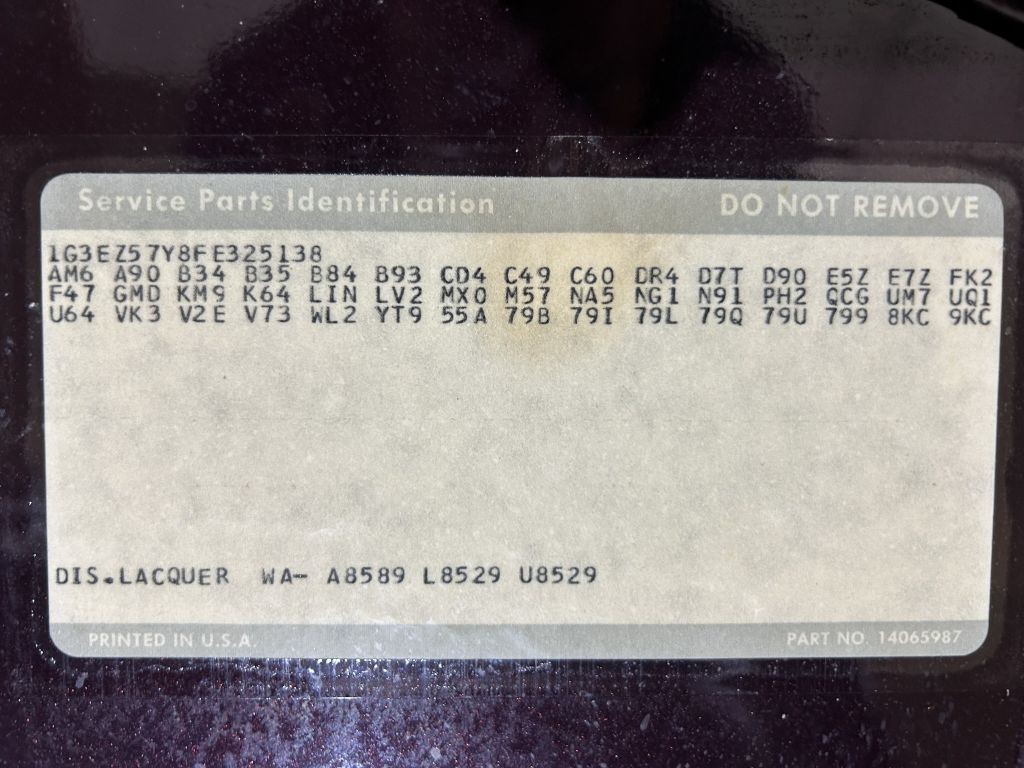 Service Parts Identification DO NOT REMOVE
1G3EZ57Y8FE325138
AM6 A90 B34 B35 B84 B93 CD4 C49 C60 DR4 D7T D90 E5Z E7Z FK2
F47 GMD KM9 K64 LIN LV2 MX0 M57 NA5 NG1 N91 PH2 QCG UM7 UQ1
U64 VK3 V2E V73 WL2 YT9 55A 79B 79I 79L 79Q 79U 799 8KC 9KC
DIS.LACQUER WA- A8589 L8529 U8529
PRINTED IN U.S.A. PART NO. 14065987